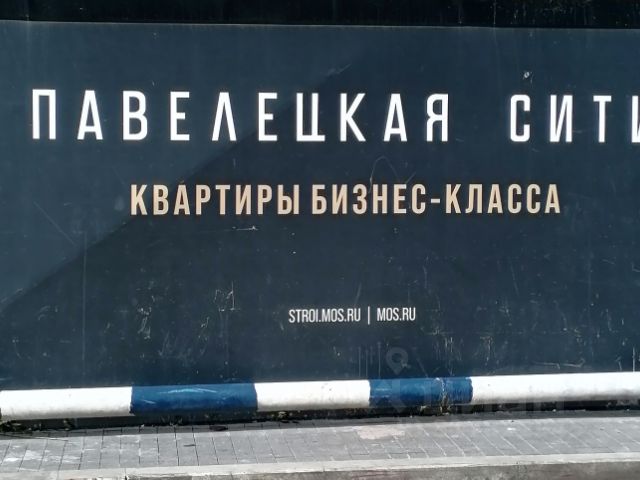 ПАВЕЛЕЦКАЯ СИТИ
КВАРТИРЫ БИЗНЕС-КЛАССА
STROI.MOS.RU | MOS.RU